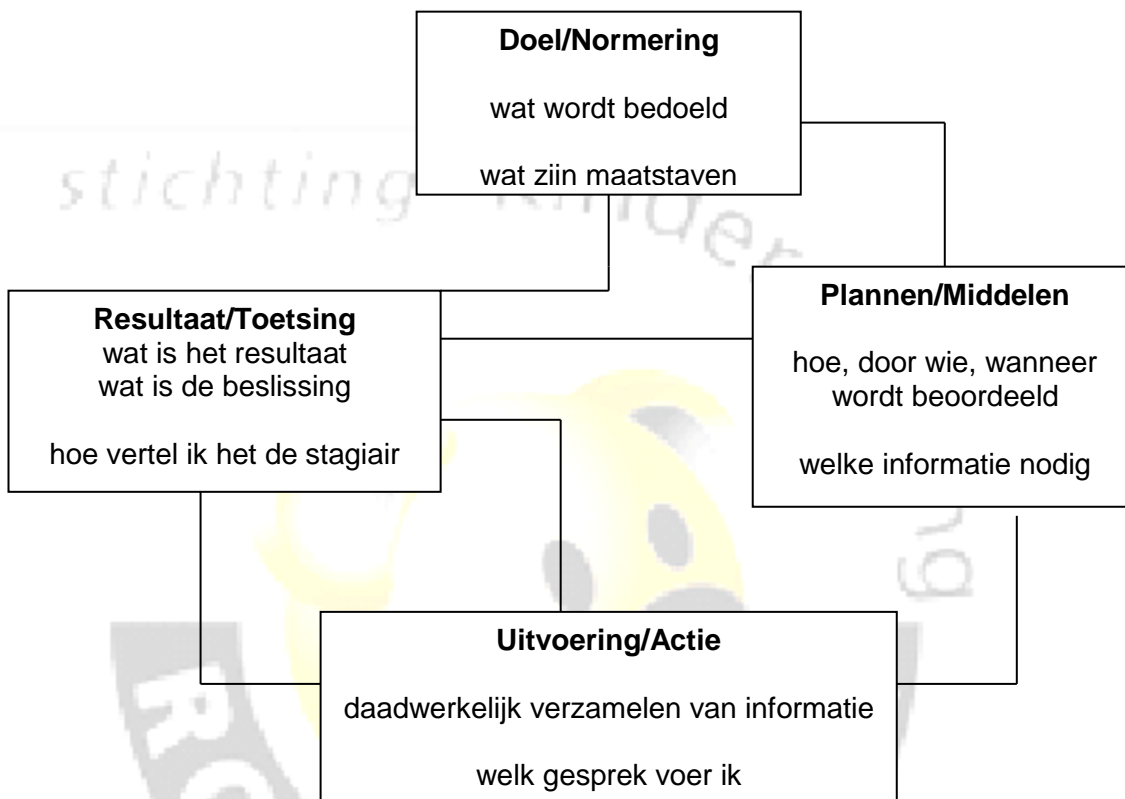 Doel/Normering
wat wordt bedoeld
wat ziin maatstaven
stichting
Plannen/Middelen
hoe, door wie, wanneer
wordt beoordeeld
welke informatie nodig
Resultaat/Toetsing
wat is het resultaat
wat is de beslissing
hoe vertel ik het de stagiair
Uitvoering/Actie
daadwerkelijk verzamelen van informatie
welk gesprek voer ik